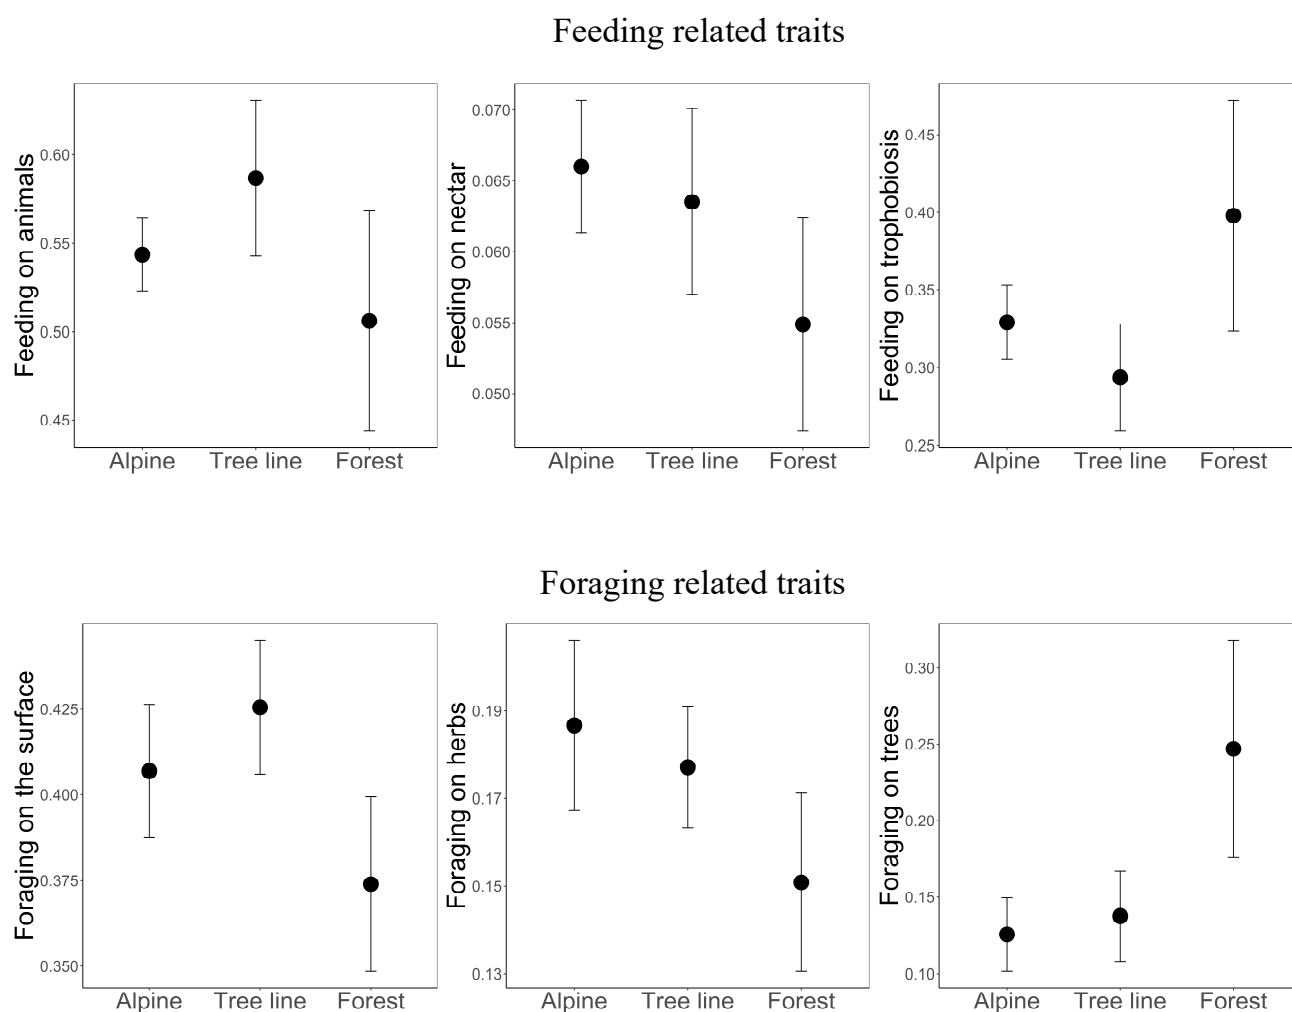 Feeding related traits
Feeding on animals
0.60
0.55
0.50
0.45
Alpine Tree line Forest
Feeding on nectar
0.070
0.065
0.060
0.055
0.050
Alpine Tree line Forest
Feeding on trophobiosis
0.45
0.40
0.35
0.30
0.25
Alpine Tree line Forest
Foraging related traits
Foraging on the surface
0.425
0.400
0.375
0.350
Alpine Tree line Forest
Foraging on herbs
0.19
0.17
0.15
0.13
Alpine Tree line Forest
Foraging on trees
0.30
0.25
0.20
0.15
0.10
Alpine Tree line Forest